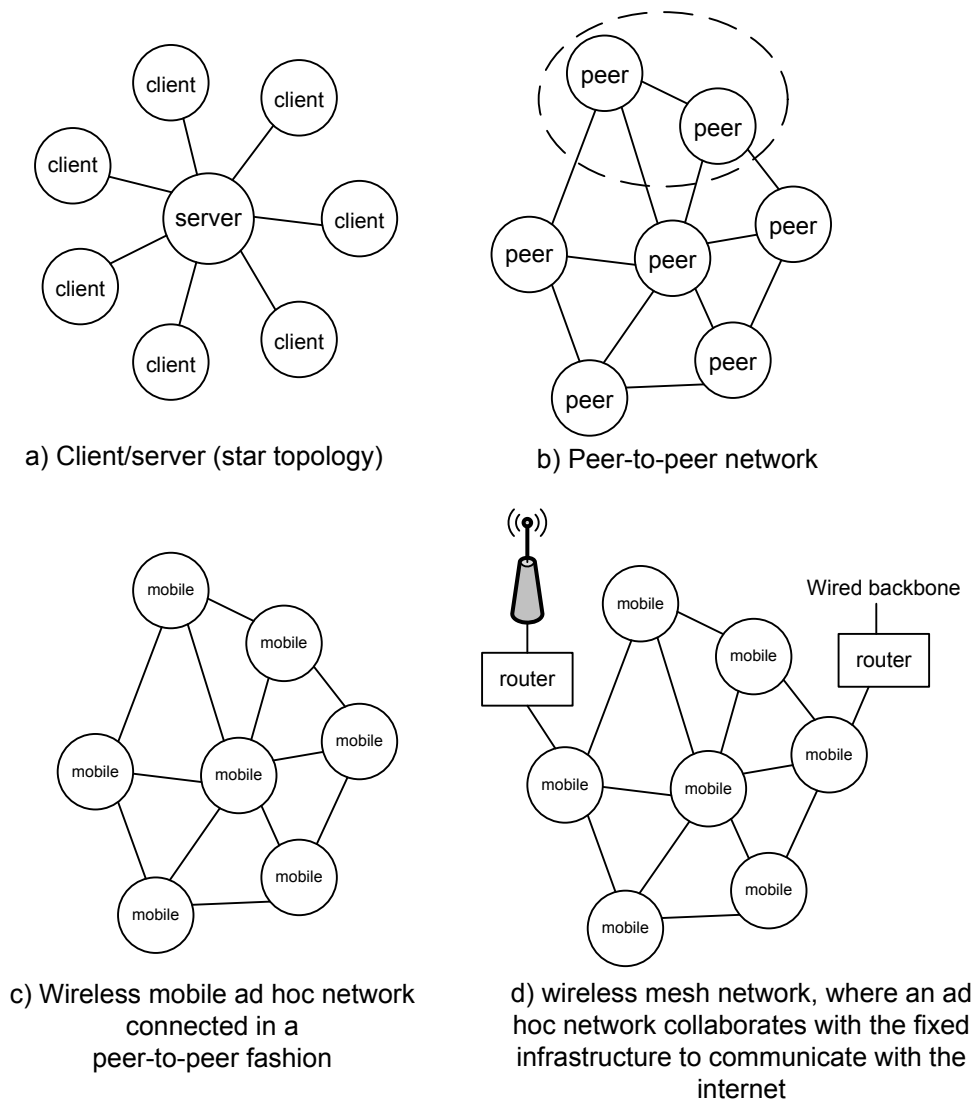 client
client
client
server
client
client
client
client
a) Client/server (star topology)
peer
peer
peer
peer
peer
peer
peer
b) Peer-to-peer network
mobile
mobile
mobile
mobile
mobile
mobile
mobile
c) Wireless mobile ad hoc network
connected in a
peer-to-peer fashion
mobile
Wired backbone
mobile
router
router
mobile
mobile
mobile
mobile
mobile
d) wireless mesh network, where an ad
hoc network collaborates with the fixed
infrastructure to communicate with the
internet